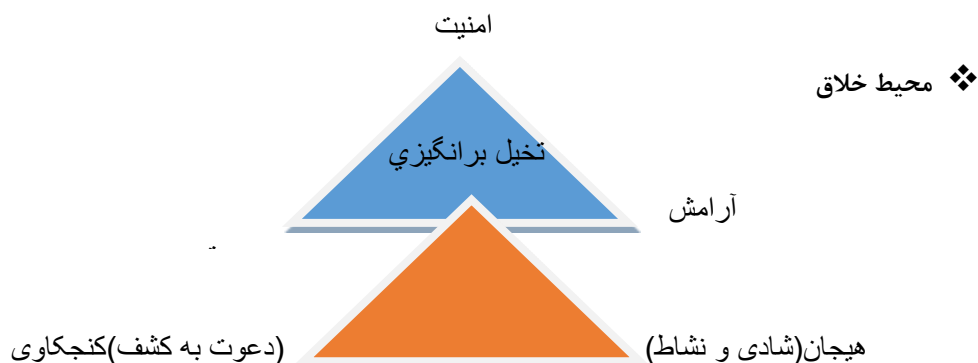 امنیت
❖ محیط خلاق
تخیل برانگیزي
آرامش
هیجان(شادی و نشاط)
(دعوت به کشف)کنجکاوی